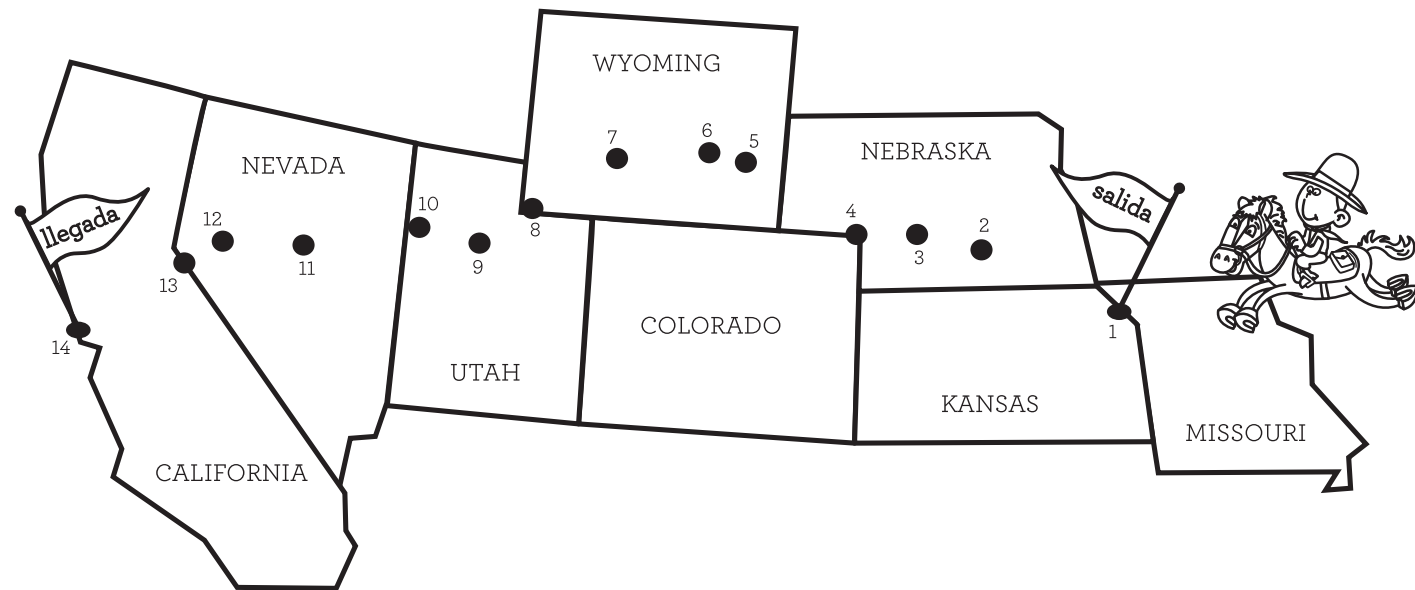 WYOMING
7
6
5
NEBRASKA
NEVADA
llegada
salida
12
11
10
9
8
4
3
2
13
1
14
COLORADO
UTAH
KANSAS
MISSOURI
CALIFORNIA